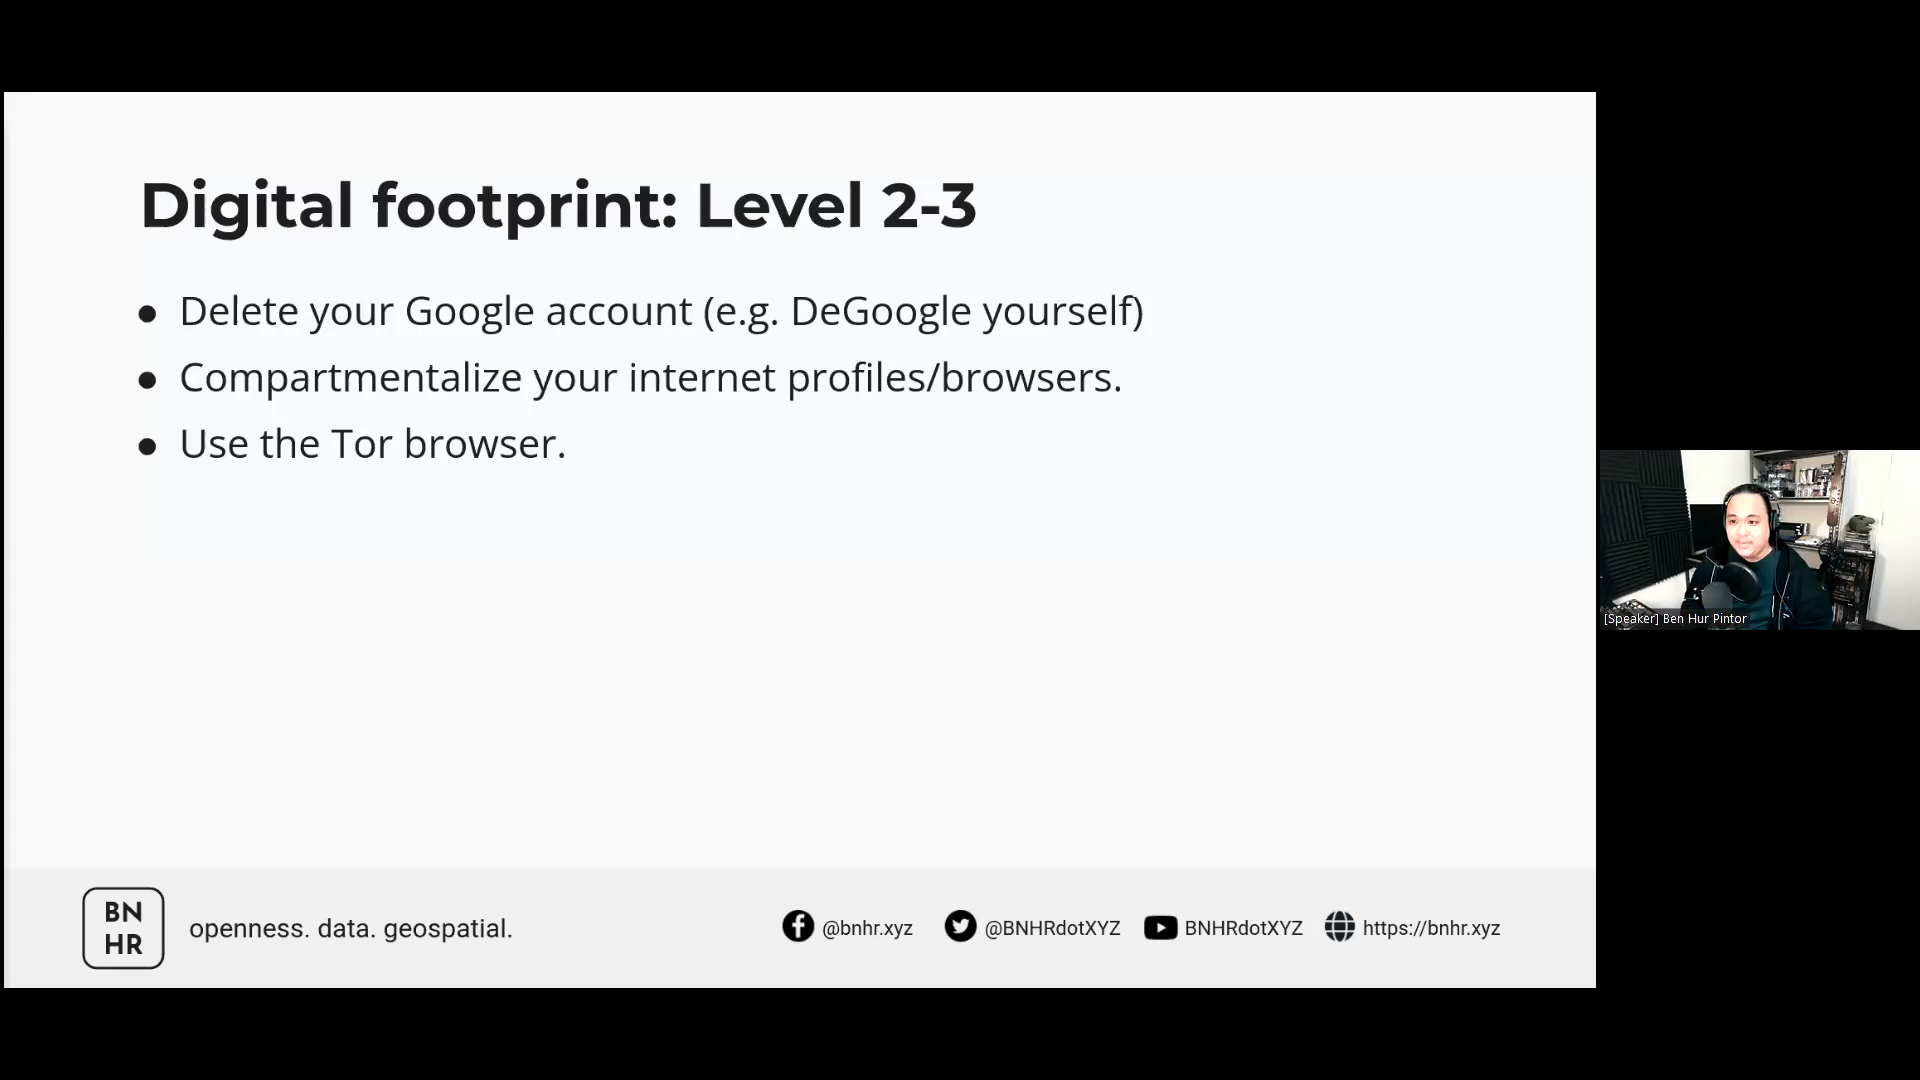 Digital footprint: Level 2-3
● Delete your Google account (e.g. DeGoogle yourself)
● Compartmentalize your internet profiles/browsers.
● Use the Tor browser.
[Speaker] Ben Hur Pintor
BN
HR
openness. data. geospatial.
@bnhr.xyz
@BNHRdotXYZ
BNHRdotXYZ
https://bnhr.xyz